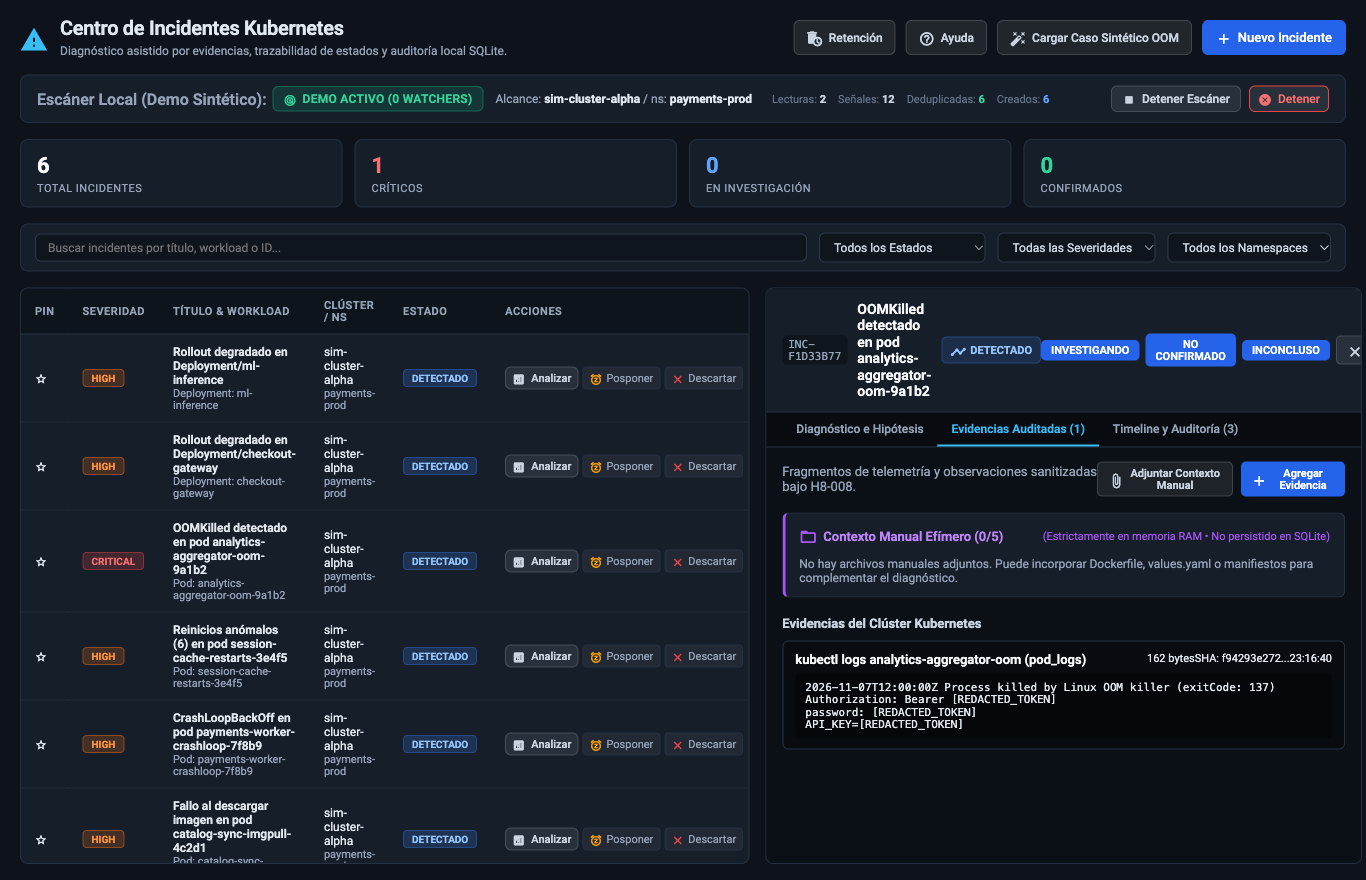 Centro de Incidentes Kubernetes
Diagnóstico asistido por evidencias, trazabilidad de estados y auditoría local SQLite.
Retención
Ayuda
Cargar Caso Sintético OOM
+ Nuevo Incidente
Escáner Local (Demo Sintético):
DEMO ACTIVO (0 WATCHERS)
Alcance: sim-cluster-alpha / ns: payments-prod
Lecturas: 2
Señales: 12
Deduplicadas: 6
Creados: 6
Detener Escáner
Detener
6
TOTAL INCIDENTES
1
CRÍTICOS
0
EN INVESTIGACIÓN
0
CONFIRMADOS
Buscar incidentes por título, workload o ID...
Todos los Estados
Todas las Severidades
Todos los Namespaces
PIN
SEVERIDAD
TÍTULO & WORKLOAD
CLÚSTER
/ NS
ESTADO
ACCIONES
HIGH
Rollout degradado en
Deployment/ml-
inference
Deployment: ml-
inference
sim-
cluster-
alpha
payments-
prod
DETECTADO
Analizar
Posponer
Descartar
HIGH
Rollout degradado en
Deployment/checkout-
gateway
Deployment: checkout-
gateway
sim-
cluster-
alpha
payments-
prod
DETECTADO
Analizar
Posponer
Descartar
CRITICAL
OOMKilled detectado
en pod analytics-
aggregator-oom-
9a1b2
Pod: analytics-
aggregator-oom-9a1b2
sim-
cluster-
alpha
payments-
prod
DETECTADO
Analizar
Posponer
Descartar
HIGH
Reinicios anómalos
(6) en pod session-
cache-restarts-3e4f5
Pod: session-cache-
restarts-3e4f5
sim-
cluster-
alpha
payments-
prod
DETECTADO
Analizar
Posponer
Descartar
HIGH
CrashLoopBackOff en
pod payments-worker-
crashloop-7f8b9
Pod: payments-worker-
crashloop-7f8b9
sim-
cluster-
alpha
payments-
prod
DETECTADO
Analizar
Posponer
Descartar
HIGH
Fallo al descargar
imagen en pod
catalog-sync-imgpull-
4c2d1
Pod: catalog-sync-
sim-
cluster-
alpha
payments-
DETECTADO
Analizar
Posponer
Descartar
INC-
F1D33B77
OOMKilled
detectado
en pod
analytics-
aggregator-
oom-9a1b2
DETECTADO
INVESTIGANDO
NO
CONFIRMADO
INCONCLUSO
Diagnóstico e Hipótesis
Evidencias Auditadas (1)
Timeline y Auditoría (3)
Fragmentos de telemetría y observaciones sanitizadas
bajo H8-008.
Adjuntar Contexto
Manual
+ Agregar
Evidencia
Contexto Manual Efímero (0/5)
(Estrictamente en memoria RAM • No persistido en SQLite)
No hay archivos manuales adjuntos. Puede incorporar Dockerfile, values.yaml o manifiestos para
complementar el diagnóstico.
Evidencias del Clúster Kubernetes
kubectl logs analytics-aggregator-oom (pod_logs)
162 bytesSHA: f94293e272...23:16:40
2026-11-07T12:00:00Z Process killed by Linux OOM killer (exitCode: 137)
Authorization: Bearer [REDACTED_TOKEN]
password: [REDACTED_TOKEN]
API_KEY=[REDACTED_TOKEN]